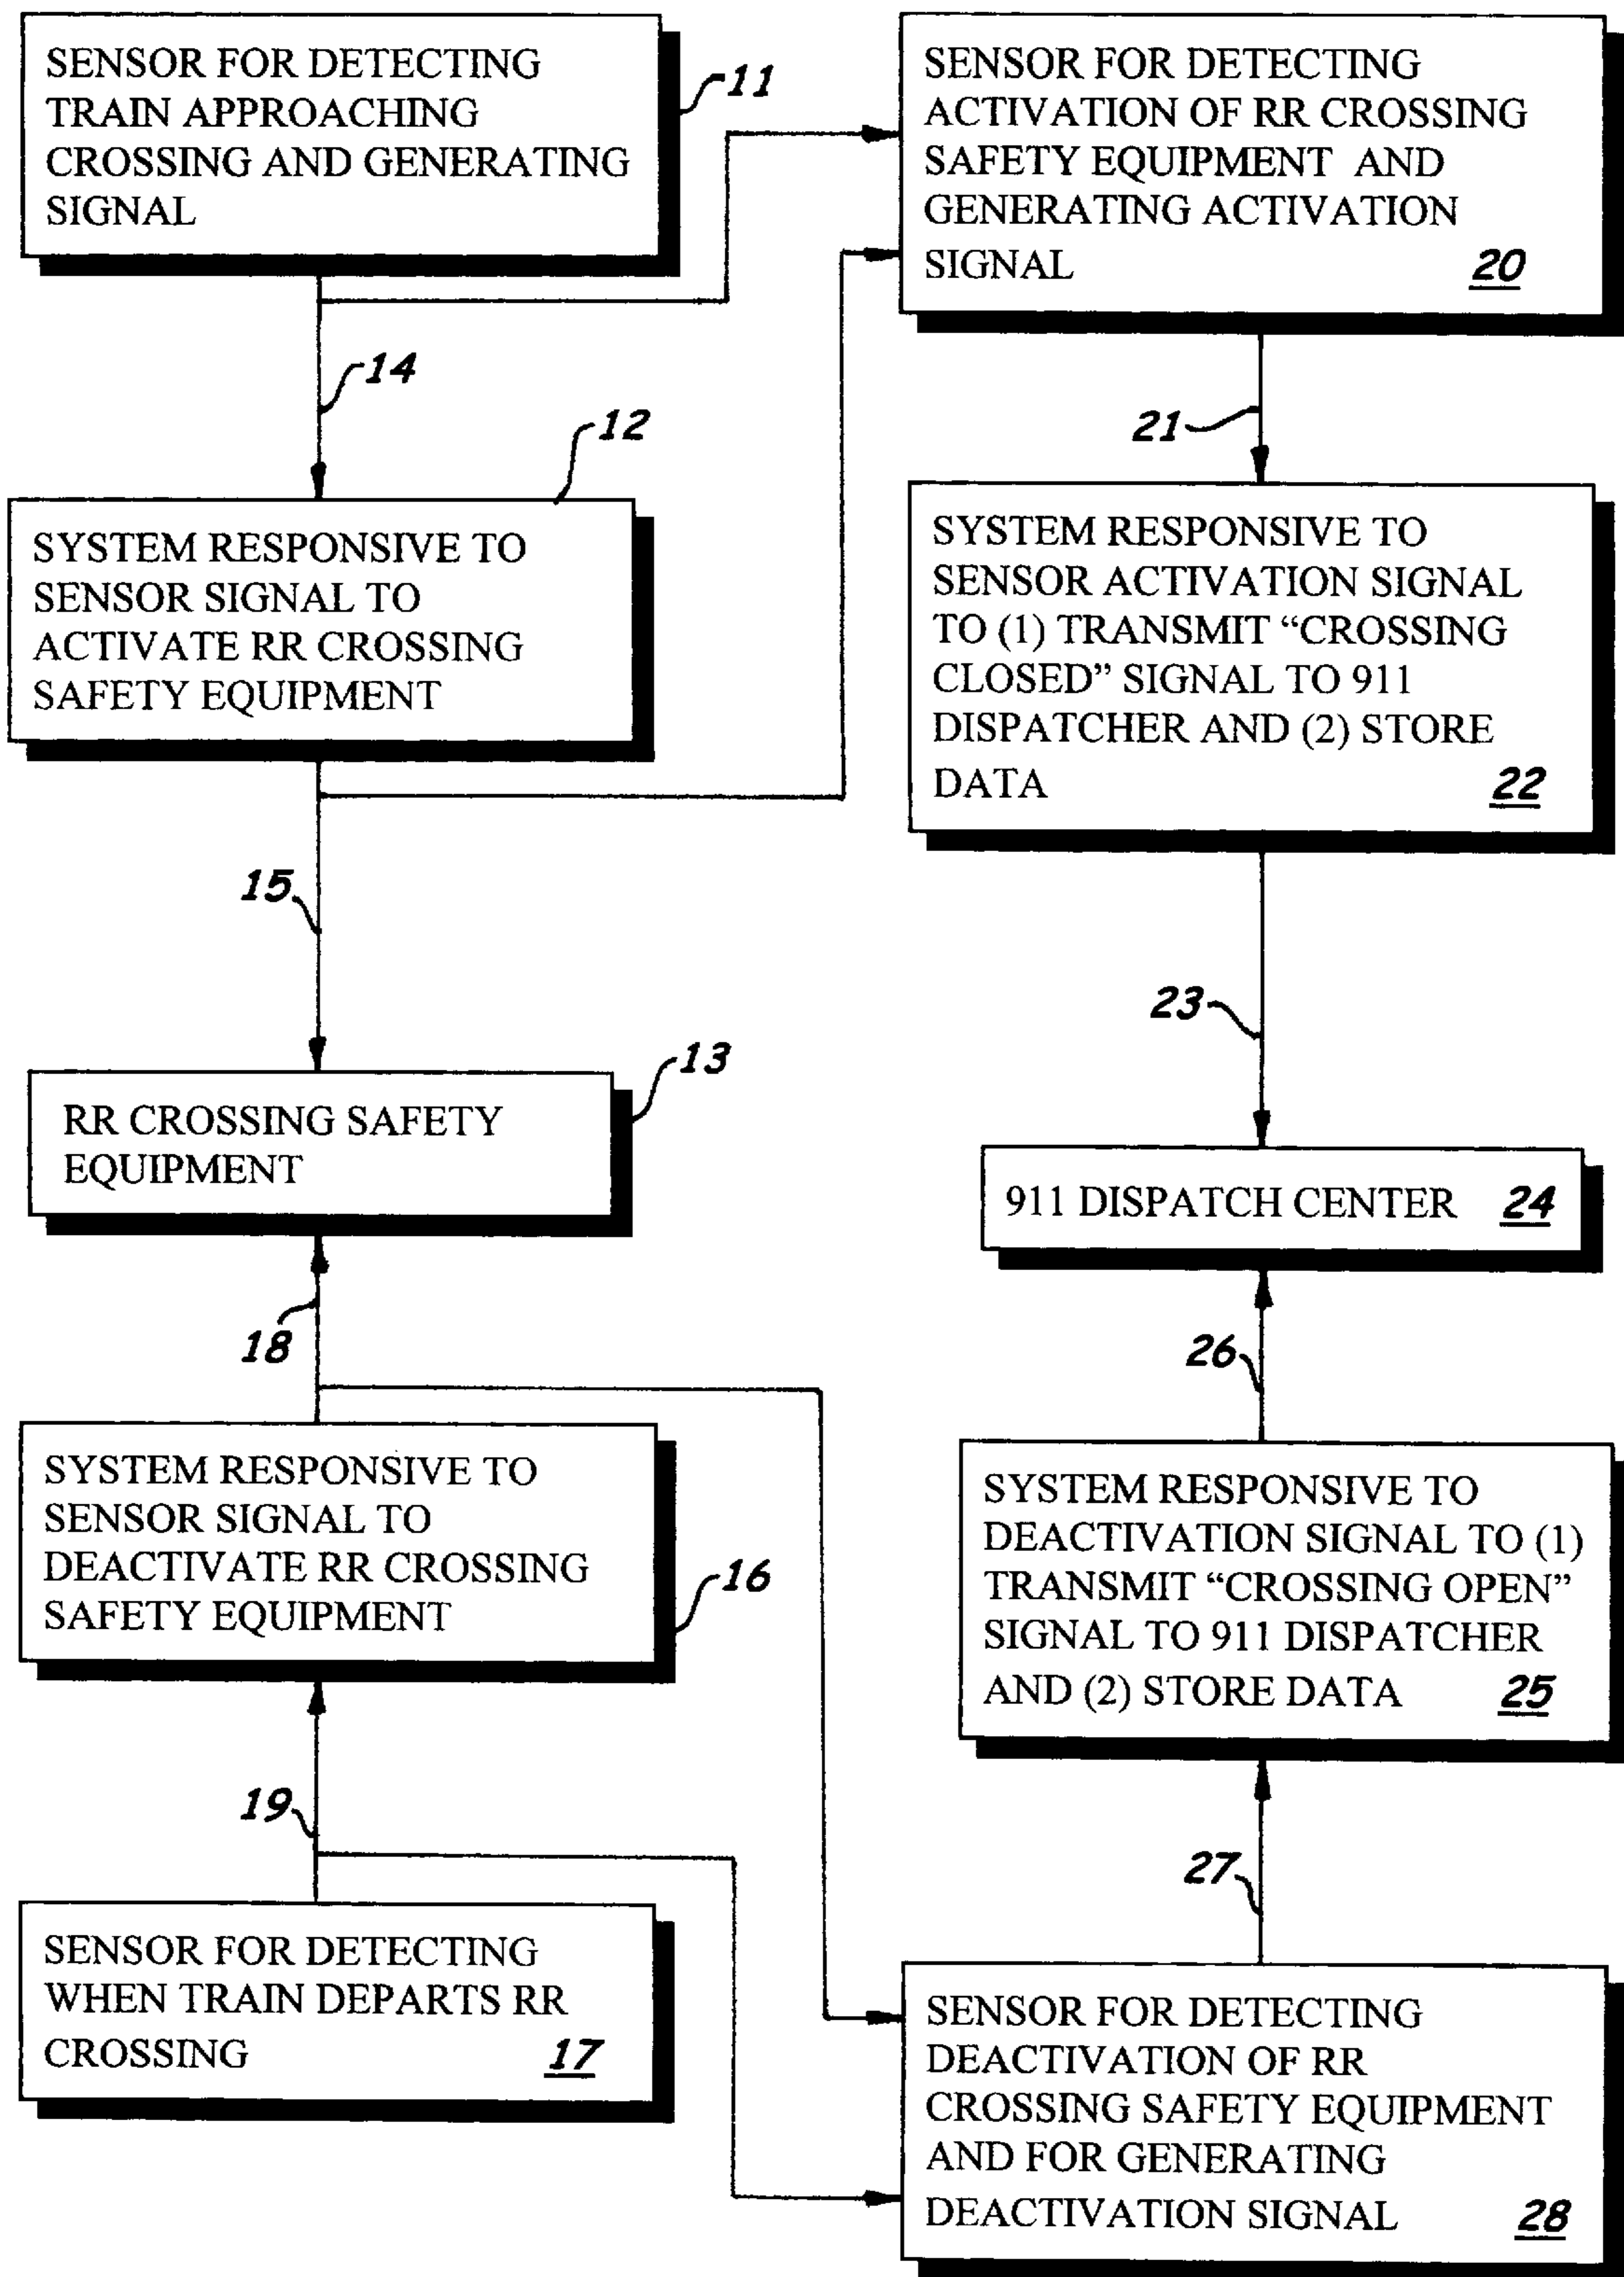 SENSOR FOR DETECTING
TRAIN APPROACHING
CROSSING AND GENERATING
SIGNAL
11
14
12
SYSTEM RESPONSIVE TO
SENSOR SIGNAL TO
ACTIVATE RR CROSSING
SAFETY EQUIPMENT
15
13
RR CROSSING SAFETY
EQUIPMENT
18
SYSTEM RESPONSIVE TO
SENSOR SIGNAL TO
DEACTIVATE RR CROSSING
SAFETY EQUIPMENT
16
19
SENSOR FOR DETECTING
WHEN TRAIN DEPARTS RR
CROSSING 17
SENSOR FOR DETECTING
ACTIVATION OF RR CROSSING
SAFETY EQUIPMENT AND
GENERATING ACTIVATION
SIGNAL 20
21
SYSTEM RESPONSIVE TO
SENSOR ACTIVATION SIGNAL
TO (1) TRANSMIT “CROSSING
CLOSED” SIGNAL TO 911
DISPATCHER AND (2) STORE
DATA 22
23
911 DISPATCH CENTER 24
26
SYSTEM RESPONSIVE TO
DEACTIVATION SIGNAL TO (1)
TRANSMIT “CROSSING OPEN”
SIGNAL TO 911 DISPATCHER
AND (2) STORE DATA 25
27
SENSOR FOR DETECTING
DEACTIVATION OF RR
CROSSING SAFETY EQUIPMENT
AND FOR GENERATING
DEACTIVATION SIGNAL 28